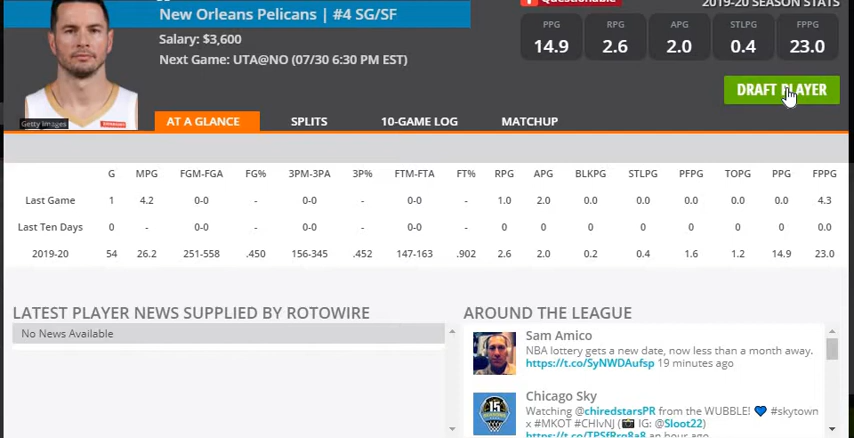 New Orleans Pelicans | #4 SG/SF
Salary: $3,600
Next Game: UTA@NO (07/30 6:30 PM EST)
Questionable
2019-20 SEASON STATS
PPG RPG APG STLPG FPPG
14.9 2.6 2.0 0.4 23.0
DRAFT PLAYER
Getty Images
AT A GLANCE SPLITS 10-GAME LOG MATCHUP
G MPG FGM-FGA FG% 3PM-3PA 3P% FTM-FTA FT% RPG APG BLKPG STLPG PFPG TOPG PPG FPPG
Last Game 1 4.2 0-0 - 0-0 - 0-0 - 1.0 2.0 0.0 0.0 0.0 0.0 0.0 4.3
Last Ten Days 0 - 0-0 - 0-0 - 0-0 - 0 0 0 0 0 0 0 0.0
2019-20 54 26.2 251-558 .450 156-345 .452 147-163 .902 2.6 2.0 0.2 0.4 1.6 1.2 14.9 23.0
LATEST PLAYER NEWS SUPPLIED BY ROTOWIRE
No News Available
AROUND THE LEAGUE
Sam Amico
NBA lottery gets a new date, now less than a month away.
https://t.co/SyNWDAufsp 19 minutes ago
Chicago Sky
Watching @chiredstarsPR from the WUBBLE! 💙 #skytown
x #MKOT #CHIvNJ (📷 IG: @Sloot22)
an hour ago